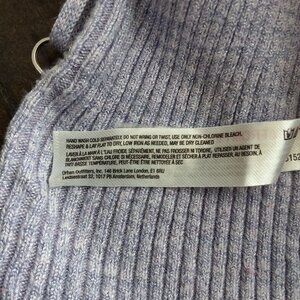 HAND WASH COLD SEPARATELY. DO NOT WRING OR TWIST, USE ONLY NON-CHLORINE BLEACH,
RESHAPE & LAY FLAT TO DRY, LOW IRON AS NEEDED, MAY BE DRY CLEANED
LAVER À LA MAIN À L'EAU FROIDE SÉPARÉMENT, NE PAS FROISSER NI TORDRE, UTILISER UN AGENT DE
BLANCHIMENT SANS CHLORE SI NÉCESSAIRE, REMODELER ET SÉCHER À PLAT REPASSER, AU BESOIN, À
BASSE TEMPÉRATURE, PEUT-ÊTRE NETTOYÉ À SEC
Urban Outfitters, Inc. 146 Brick Lane London, E1 6RU
Leidsestraat 32, 1017 PB Amsterdam, Netherlands